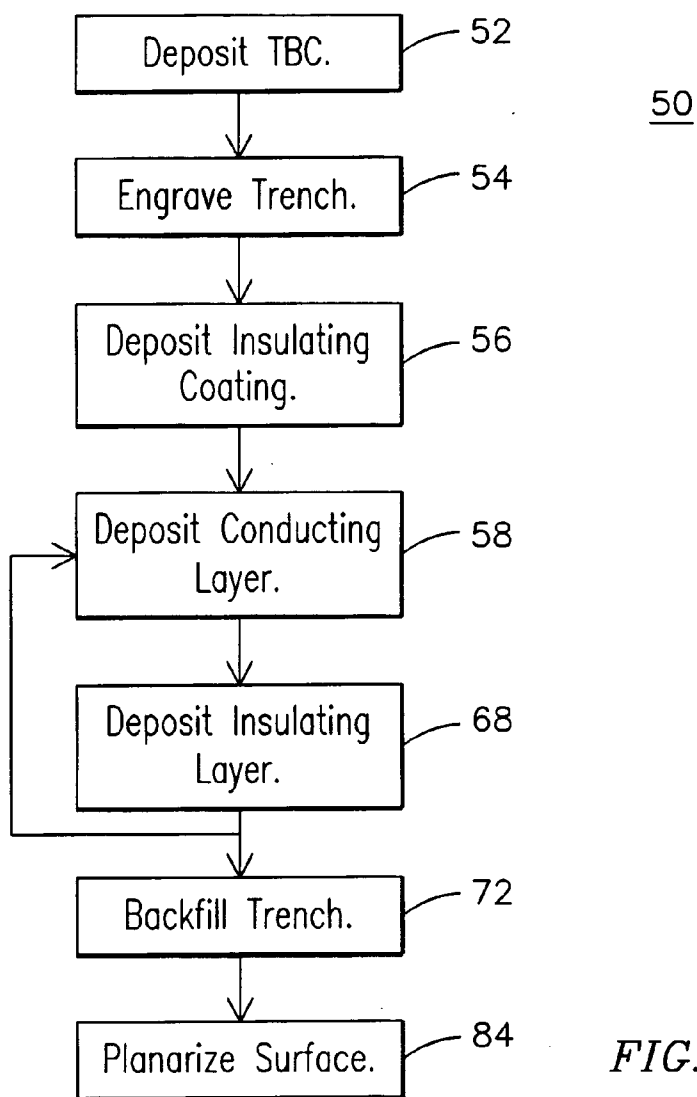 Deposit TBC.
52
50
Engrave Trench.
54
Deposit Insulating
Coating.
56
Deposit Conducting
Layer.
58
Deposit Insulating
Layer.
68
Backfill Trench.
72
Planarize Surface.
84
FIG.